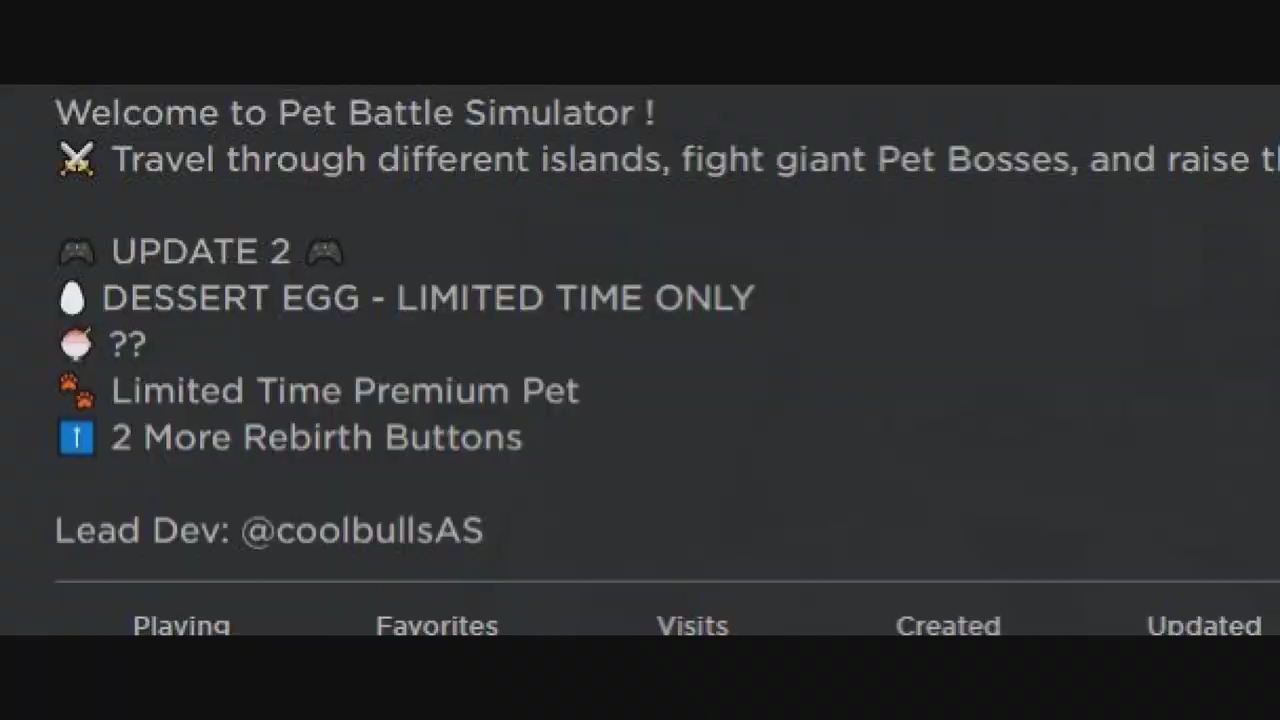 Welcome to Pet Battle Simulator !
⚔️ Travel through different islands, fight giant Pet Bosses, and raise
🎮 UPDATE 2 🎮
🥚 DESSERT EGG - LIMITED TIME ONLY
🍧 ??
🐾 Limited Time Premium Pet
⬆️ 2 More Rebirth Buttons
Lead Dev: @coolbullsAS
Playing Favorites Visits Created Updated